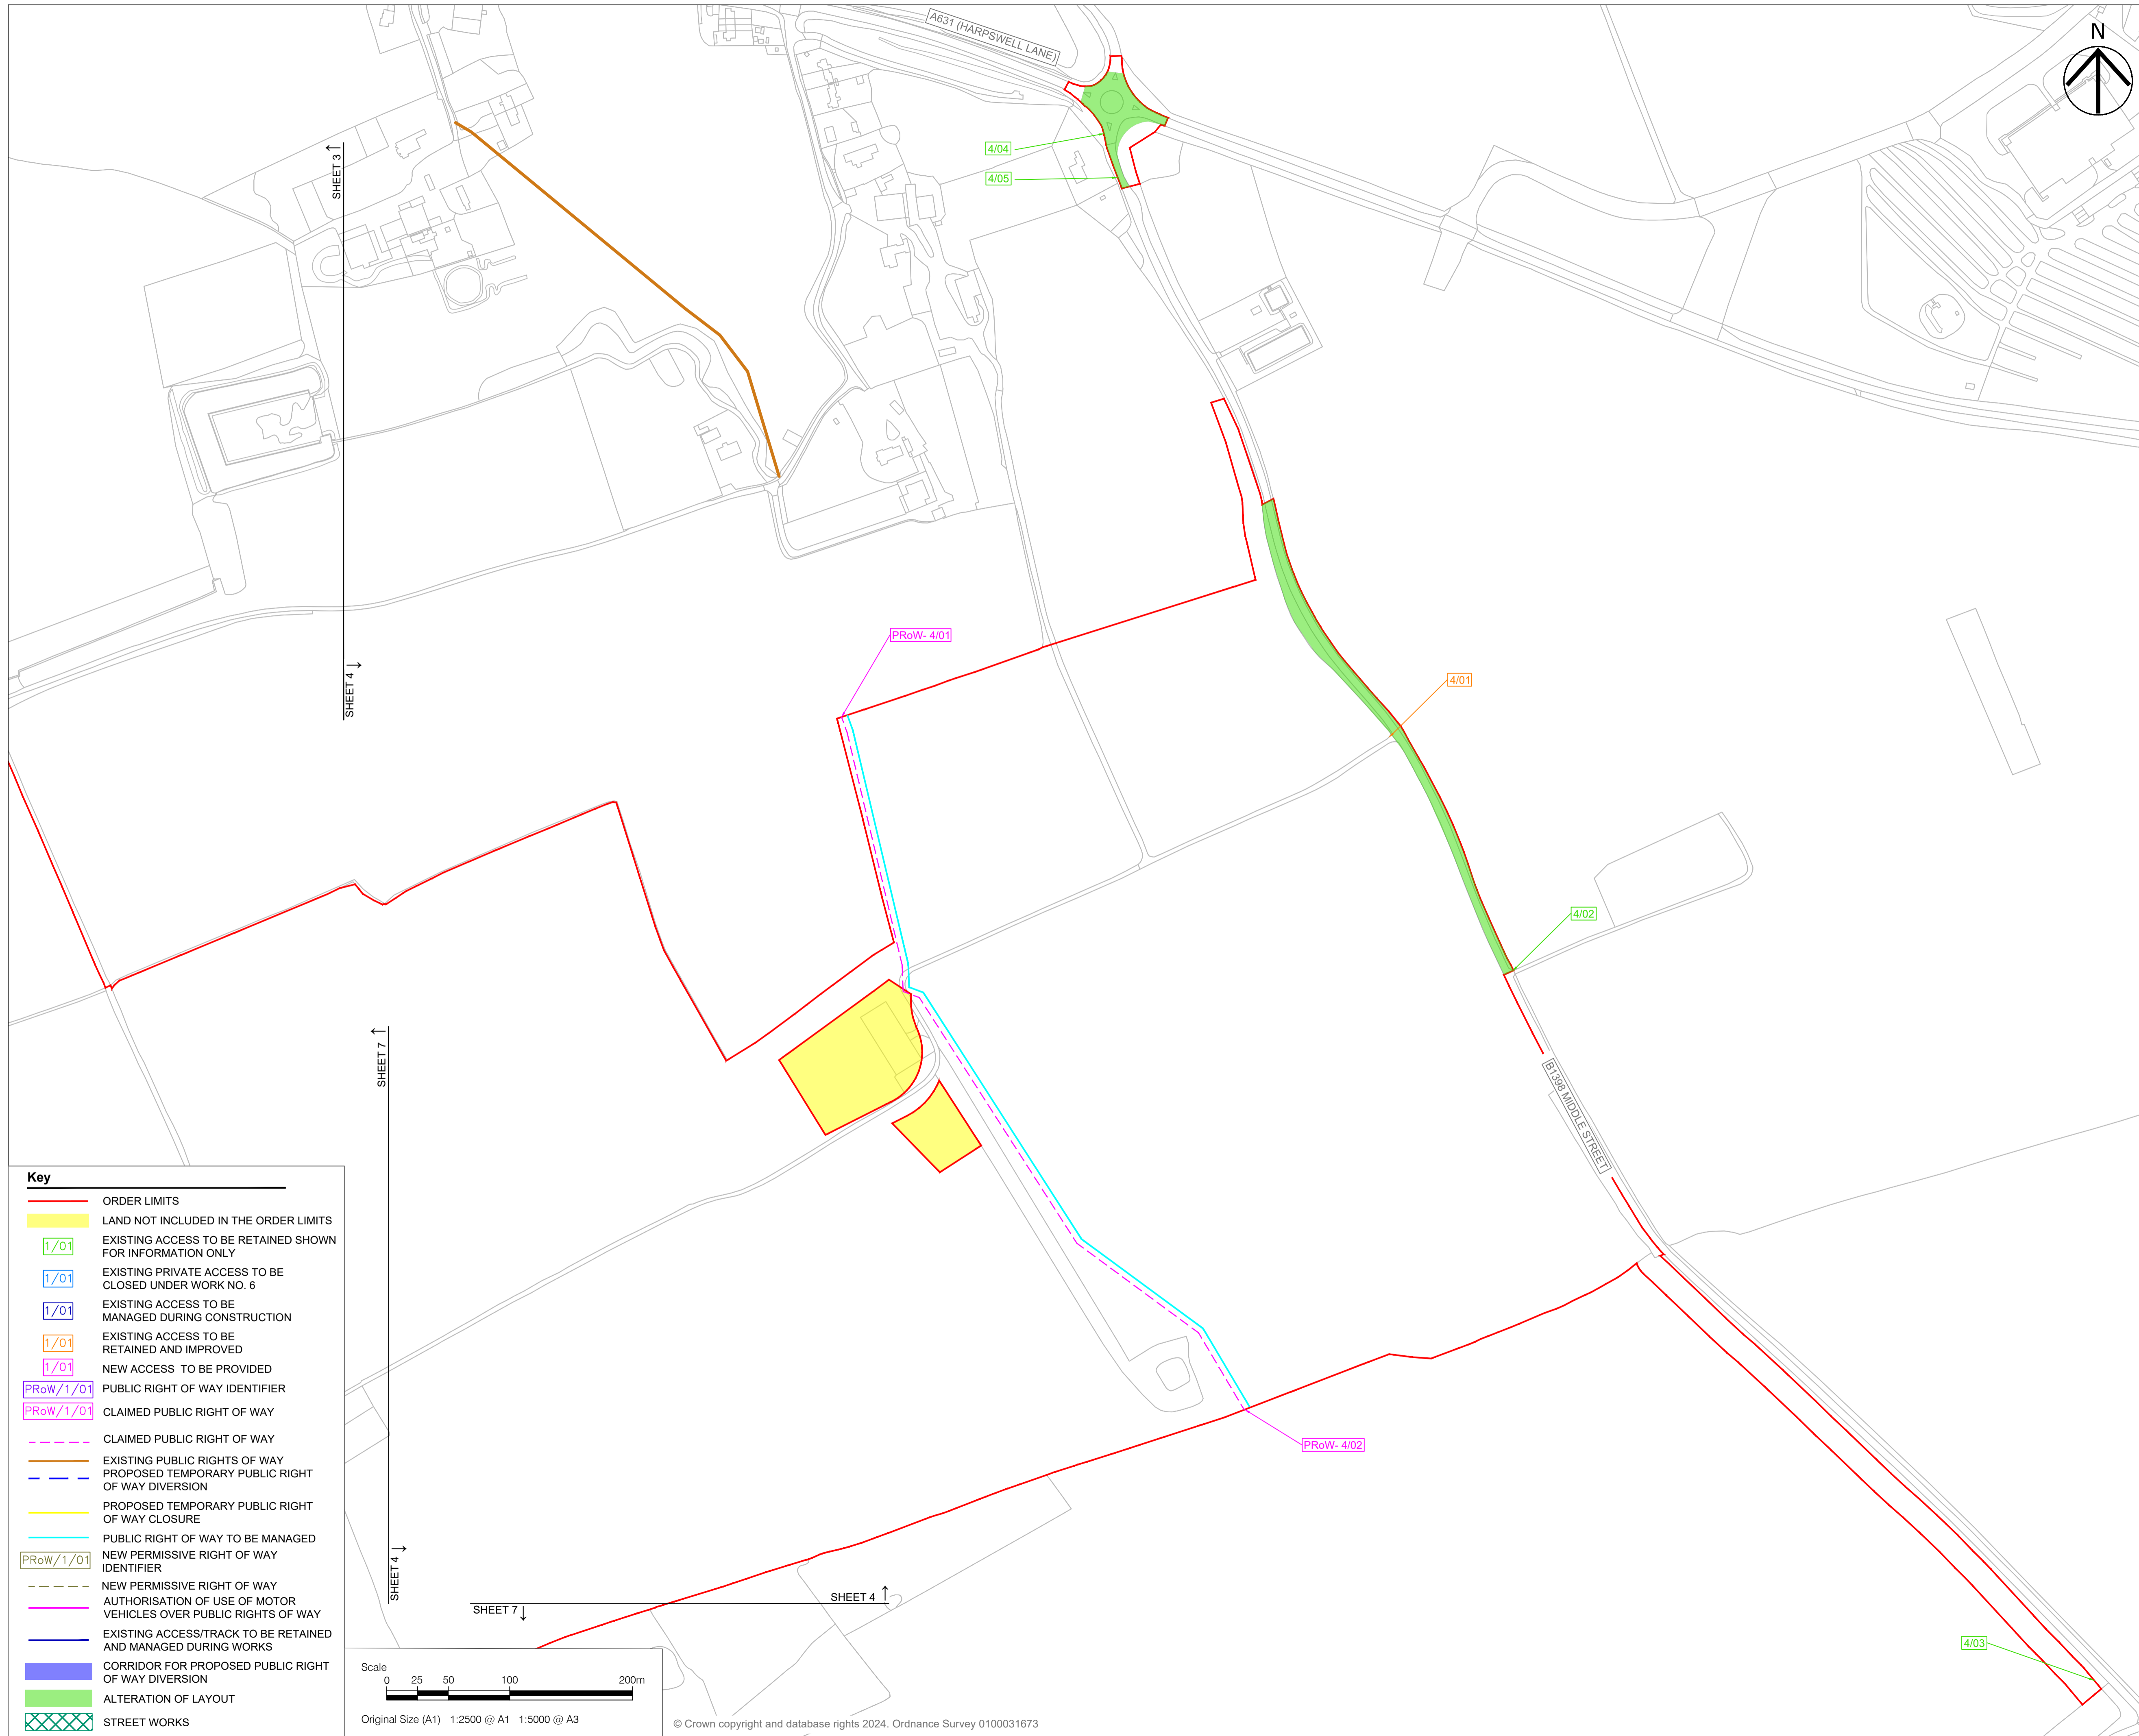 A631 (HARPSWELL LANE)
N
SHEET 3
SHEET 4
4/04
4/05
PRoW- 4/01
4/01
4/02
B1398 MIDDLE STREET
SHEET 7
SHEET 4
PRoW- 4/02
SHEET 4
SHEET 7
4/03
Key
ORDER LIMITS
LAND NOT INCLUDED IN THE ORDER LIMITS
1/01 EXISTING ACCESS TO BE RETAINED SHOWN
FOR INFORMATION ONLY
1/01 EXISTING PRIVATE ACCESS TO BE
CLOSED UNDER WORK NO. 6
1/01 EXISTING ACCESS TO BE
MANAGED DURING CONSTRUCTION
1/01 EXISTING ACCESS TO BE
RETAINED AND IMPROVED
1/01 NEW ACCESS TO BE PROVIDED
PRoW/1/01 PUBLIC RIGHT OF WAY IDENTIFIER
PRoW/1/01 CLAIMED PUBLIC RIGHT OF WAY
CLAIMED PUBLIC RIGHT OF WAY
EXISTING PUBLIC RIGHTS OF WAY
PROPOSED TEMPORARY PUBLIC RIGHT
OF WAY DIVERSION
PROPOSED TEMPORARY PUBLIC RIGHT
OF WAY CLOSURE
PUBLIC RIGHT OF WAY TO BE MANAGED
PRoW/1/01 NEW PERMISSIVE RIGHT OF WAY
IDENTIFIER
NEW PERMISSIVE RIGHT OF WAY
AUTHORISATION OF USE OF MOTOR
VEHICLES OVER PUBLIC RIGHTS OF WAY
EXISTING ACCESS/TRACK TO BE RETAINED
AND MANAGED DURING WORKS
CORRIDOR FOR PROPOSED PUBLIC RIGHT
OF WAY DIVERSION
ALTERATION OF LAYOUT
STREET WORKS
Scale
0 25 50 100 200m
Original Size (A1) 1:2500 @ A1 1:5000 @ A3
© Crown copyright and database rights 2024. Ordnance Survey 0100031673